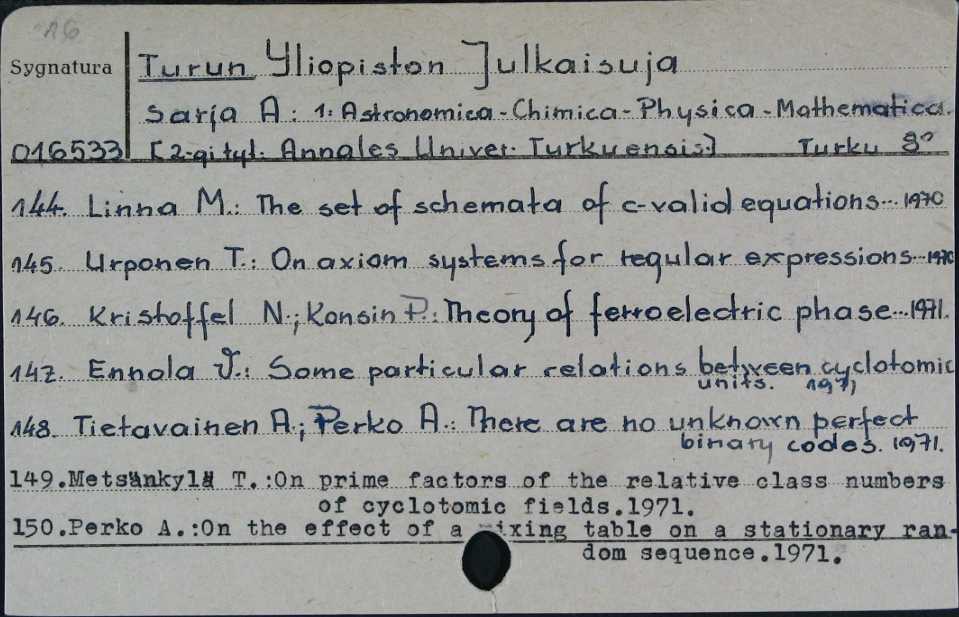 16
Sygnatura Turun Yliopiston Julkaisuja
Sarja A: 1: Astronomica - Chimica - Physica - Mathematica.
016533 [2-gi tyt. Annales Univer. Turkuensis] Turku 8°
144. Linna M.: The set of schemata of c-valid equations... 1970
145. Urponen T.: On axiom systems for regular expressions... 1970
146. Kristoffel N.; Konsin P.: Theory of ferroelectric phase... 1971.
147. Ennola V.: Some particular relations between cyclotomic
units. 1971
148. Tietavainen A.; Perko A.: There are no unknown perfect
binary codes. 1971.
149.Metsänkylä T.:On prime factors of the relative class numbers
of cyclotomic fields.1971.
150.Perko A.:On the effect of a mixing table on a stationary ran-
dom sequence.1971.